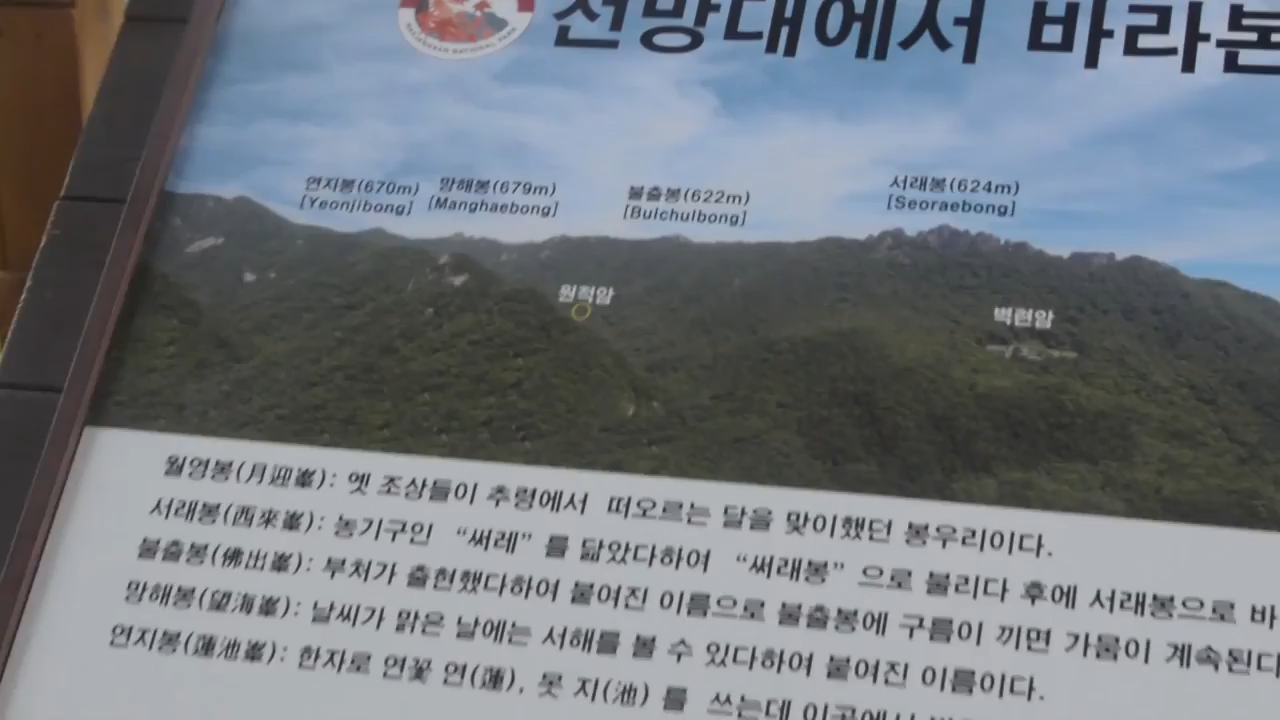 NAEJANGSAN NATIONAL PARK
전망대에서 바라본
연지봉(670m) 망해봉(679m) 불출봉(622m) 서래봉(624m)
[Yeonjibong] [Manghaebong] [Bulchulbong] [Seoraebong]
원적암
벽련암
월영봉(月迎峯): 옛 조상들이 추령에서 떠오르는 달을 맞이했던 봉우리이다.
서래봉(西來峯): 농기구인 “써레” 를 닮았다하여 “써래봉” 으로 불리다 후에 서래봉으로 바
불출봉(佛出峯): 부처가 출현했다하여 붙여진 이름으로 불출봉에 구름이 끼면 가뭄이 계속된다
망해봉(望海峯): 날씨가 맑은 날에는 서해를 볼 수 있다하여 붙여진 이름이다.
연지봉(蓮池峯): 한자로 연꽃 연(蓮), 못 지(池) 를 쓰는데 이곳에서